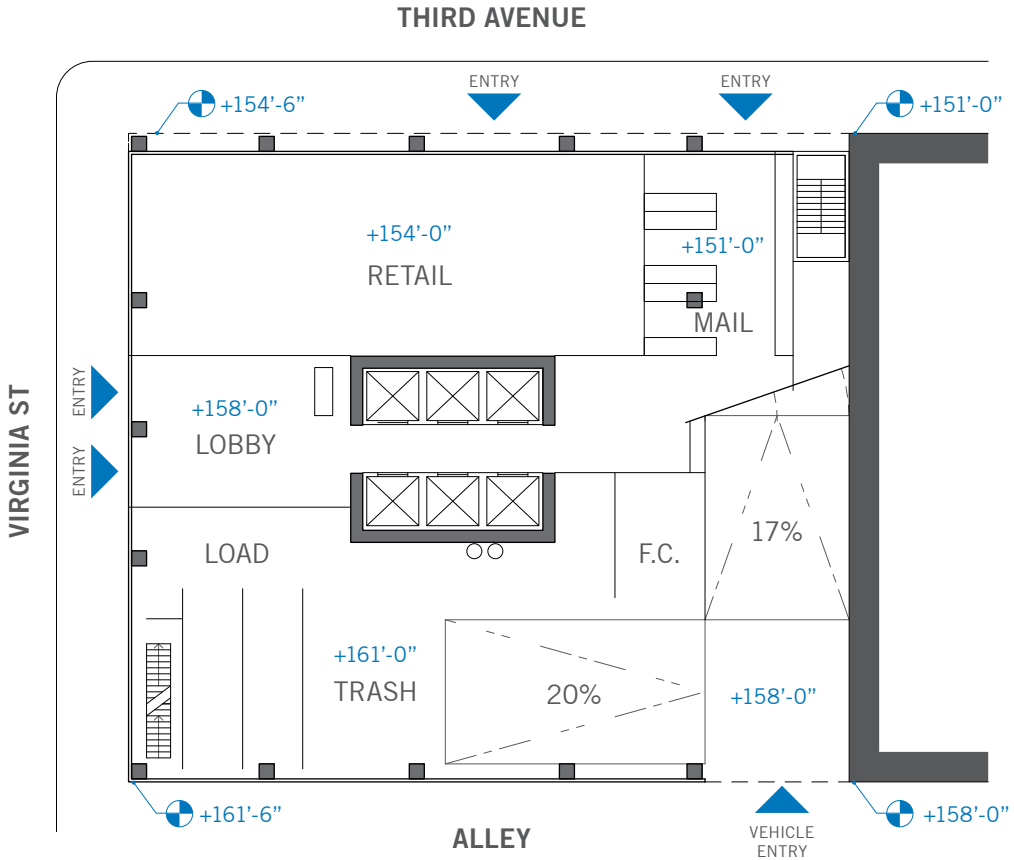 THIRD AVENUE
ENTRY
ENTRY
+154’-6”
+151’-0”
+154’-0”
RETAIL
+151’-0”
MAIL
ENTRY
+158’-0”
LOBBY
ENTRY
VIRGINIA ST
LOAD
F.C.
17%
+161’-0”
TRASH
20%
+158’-0”
+161’-6”
ALLEY
VEHICLE
ENTRY
+158’-0”